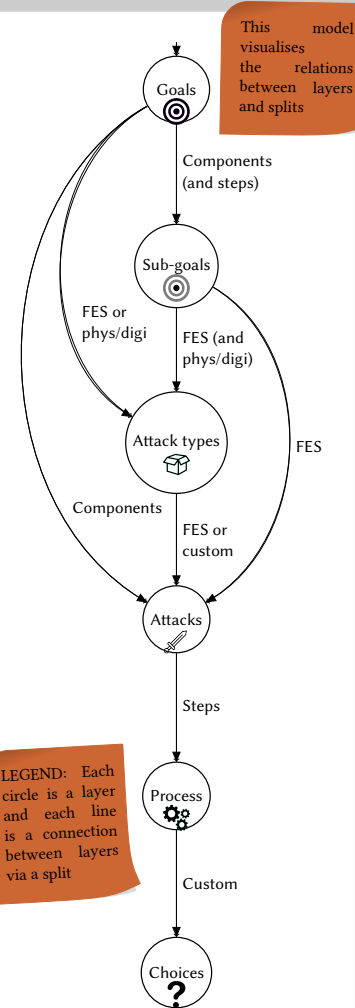 This model
visualises
the relations
between layers
and splits
Goals
Components
(and steps)
Sub-goals
FES or
phys/digi
FES (and
phys/digi)
Attack types
FES
Components
FES or
custom
Attacks
Steps
LEGEND: Each
circle is a layer
and each line
is a connection
between layers
via a split
Process
Custom
Choices
?